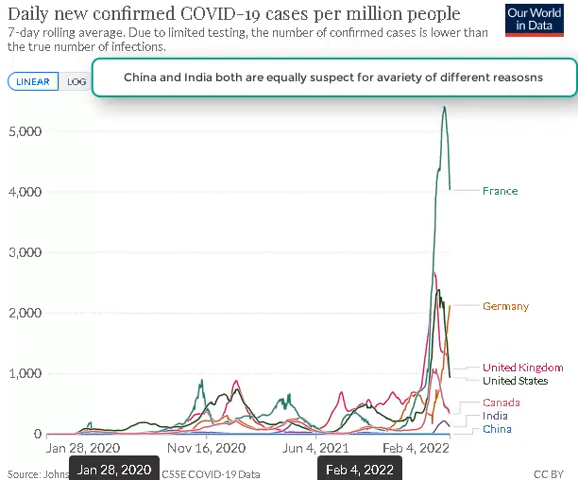 Daily new confirmed COVID-19 cases per million people
Our World
in Data
7-day rolling average. Due to limited testing, the number of confirmed cases is lower than
the true number of infections.
China and India both are equally suspect for avariety of different reasosns
LINEAR
LOG
5,000
4,000
3,000
2,000
1,000
0
France
Germany
United Kingdom
United States
Canada
India
China
Jan 28, 2020
Nov 16, 2020
Jun 4, 2021
Feb 4, 2022
Source: Johns
CSSE COVID-19 Data
CC BY
Jan 28, 2020
Feb 4, 2022